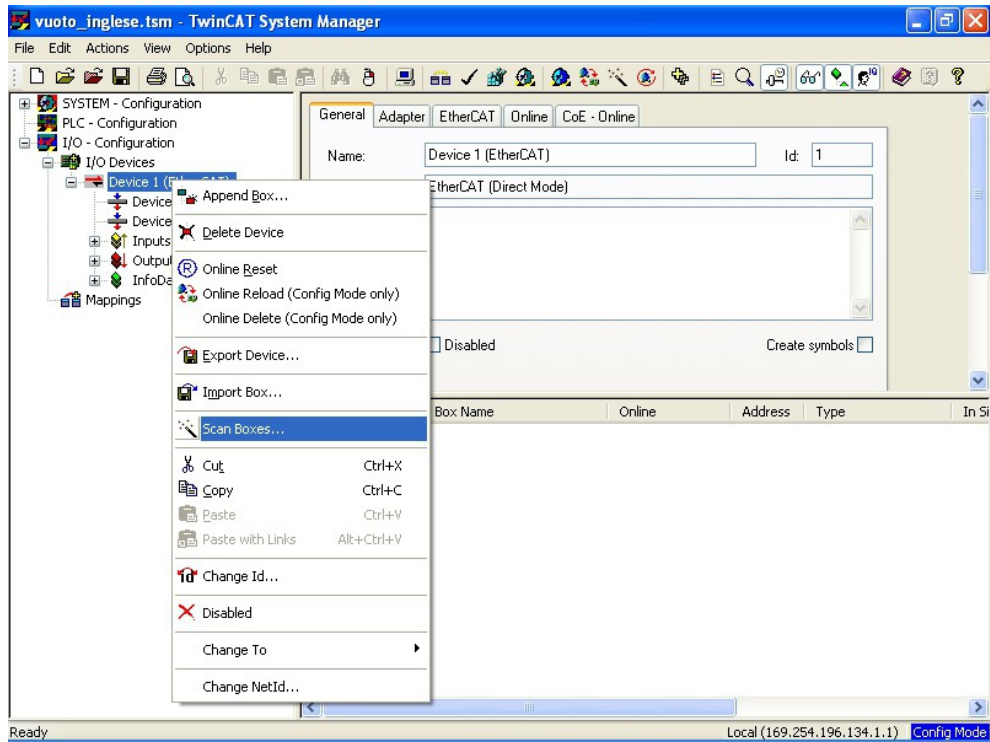 vuoto_inglese.tsm - TwinCAT System Manager
File Edit Actions View Options Help
SYSTEM - Configuration
PLC - Configuration
I/O - Configuration
I/O Devices
Device 1 (EtherCAT)
Device
Device
Inputs
Output
InfoDa
Mappings
Append Box...
Delete Device
Online Reset
Online Reload (Config Mode only)
Online Delete (Config Mode only)
Export Device...
Import Box...
Scan Boxes...
Cut Ctrl+X
Copy Ctrl+C
Paste Ctrl+V
Paste with Links Alt+Ctrl+V
Change Id...
Disabled
Change To
Change NetId...
General Adapter EtherCAT Online CoE - Online
Name: Device 1 (EtherCAT) Id: 1
EtherCAT (Direct Mode)
Disabled Create symbols
Box Name Online Address Type In Si
Ready Local (169.254.196.134.1.1) Config Mode